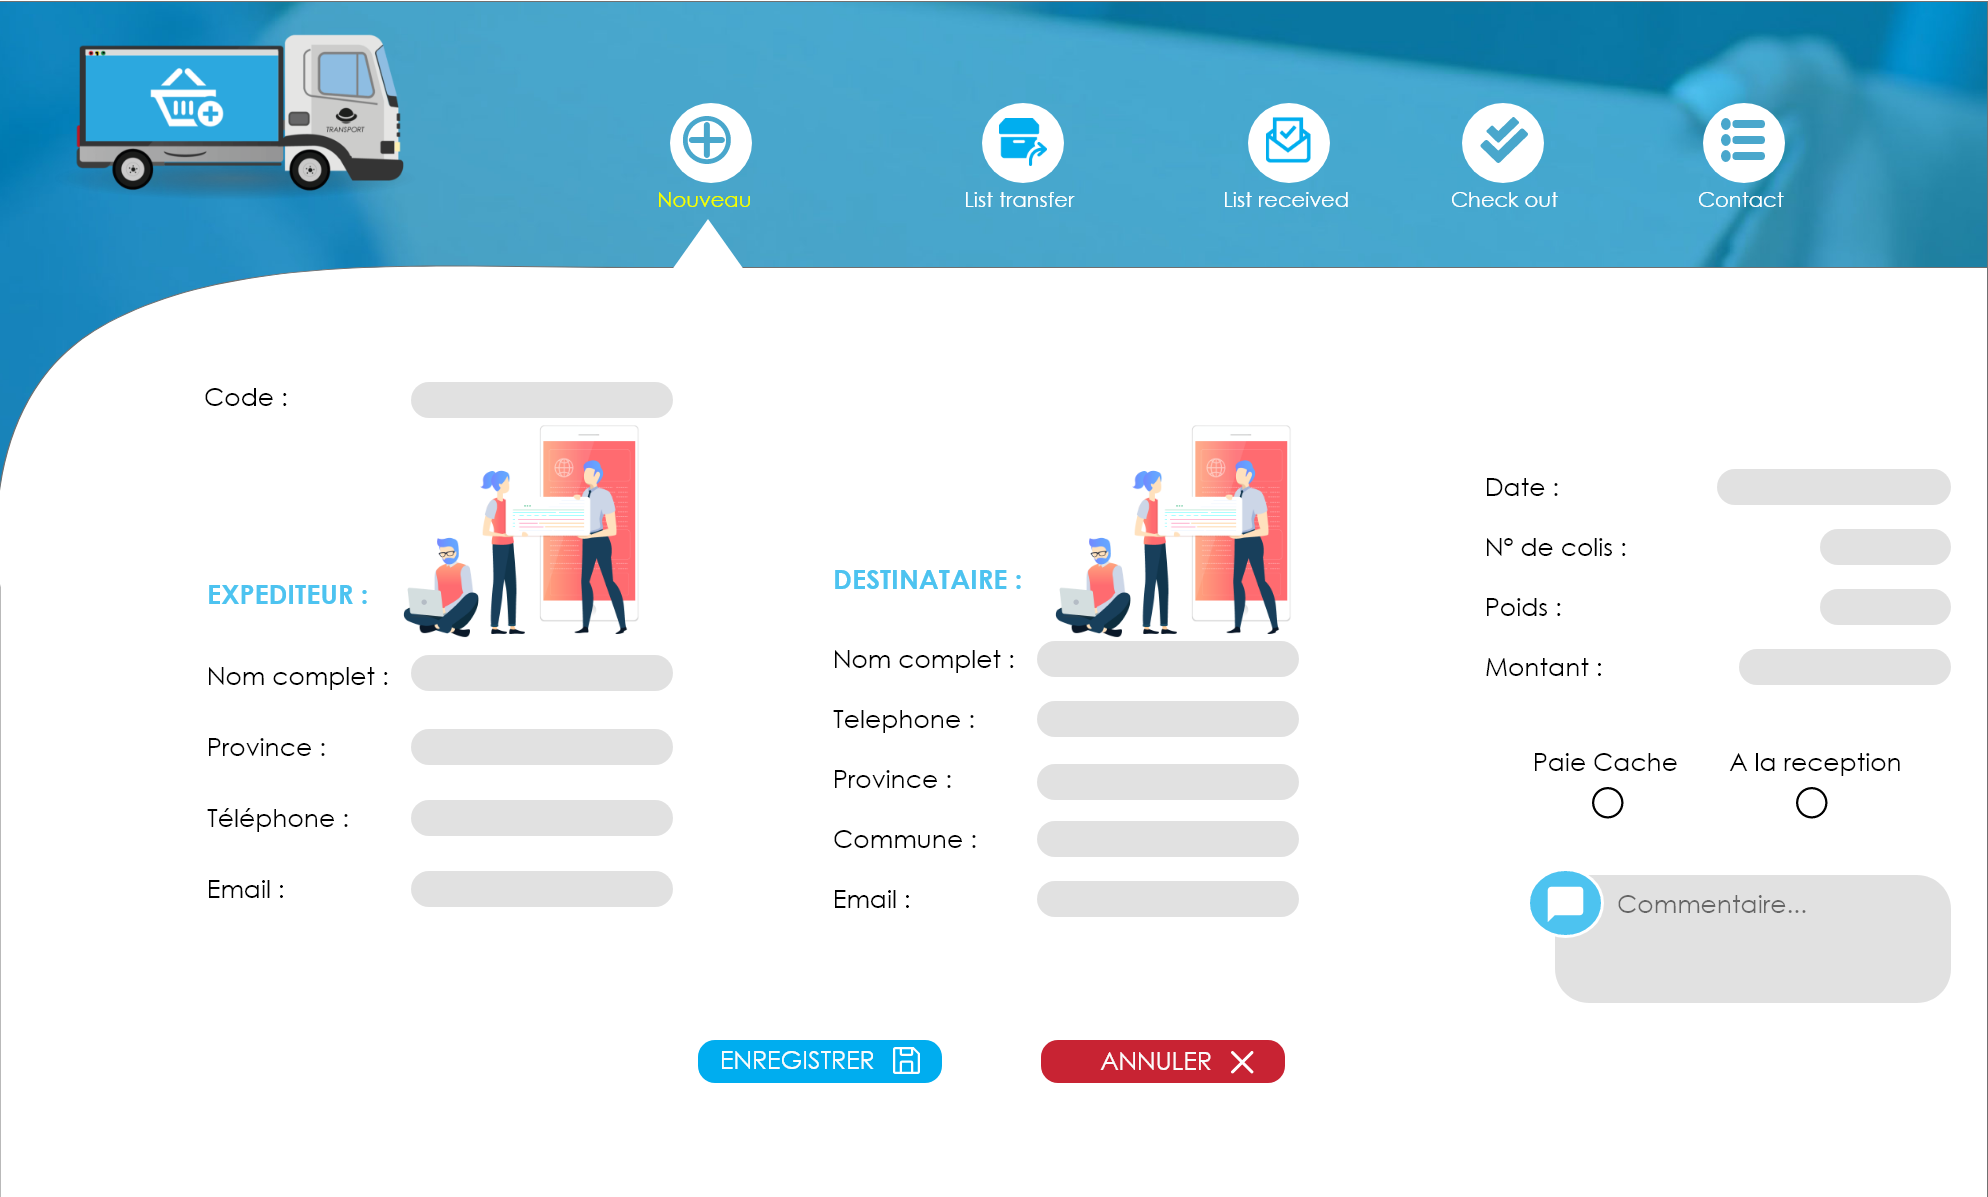 TRANSPORT
Nouveau
List transfer
List received
Check out
Contact
Code :
EXPEDITEUR :
Nom complet :
Province :
Téléphone :
Email :
DESTINATAIRE :
Nom complet :
Telephone :
Province :
Commune :
Email :
Date :
N° de colis :
Poids :
Montant :
Paie Cache
A la reception
Commentaire...
ENREGISTRER
ANNULER